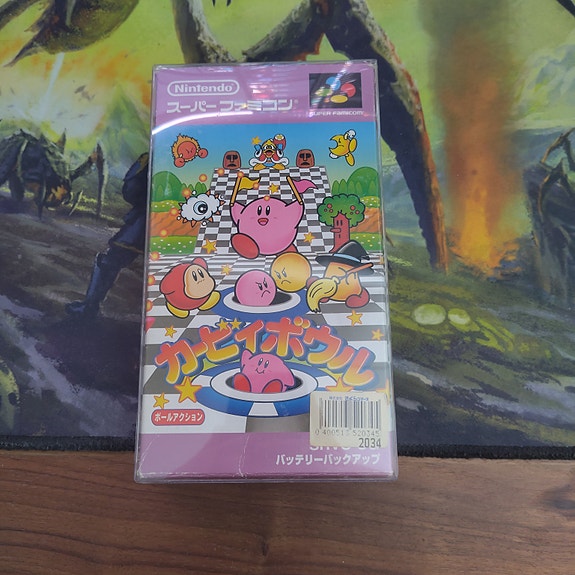 Nintendo
スーパーファミコン
SUPER FAMICOM
カービィボウル
ボールアクション
2034
バッテリーバックアップ